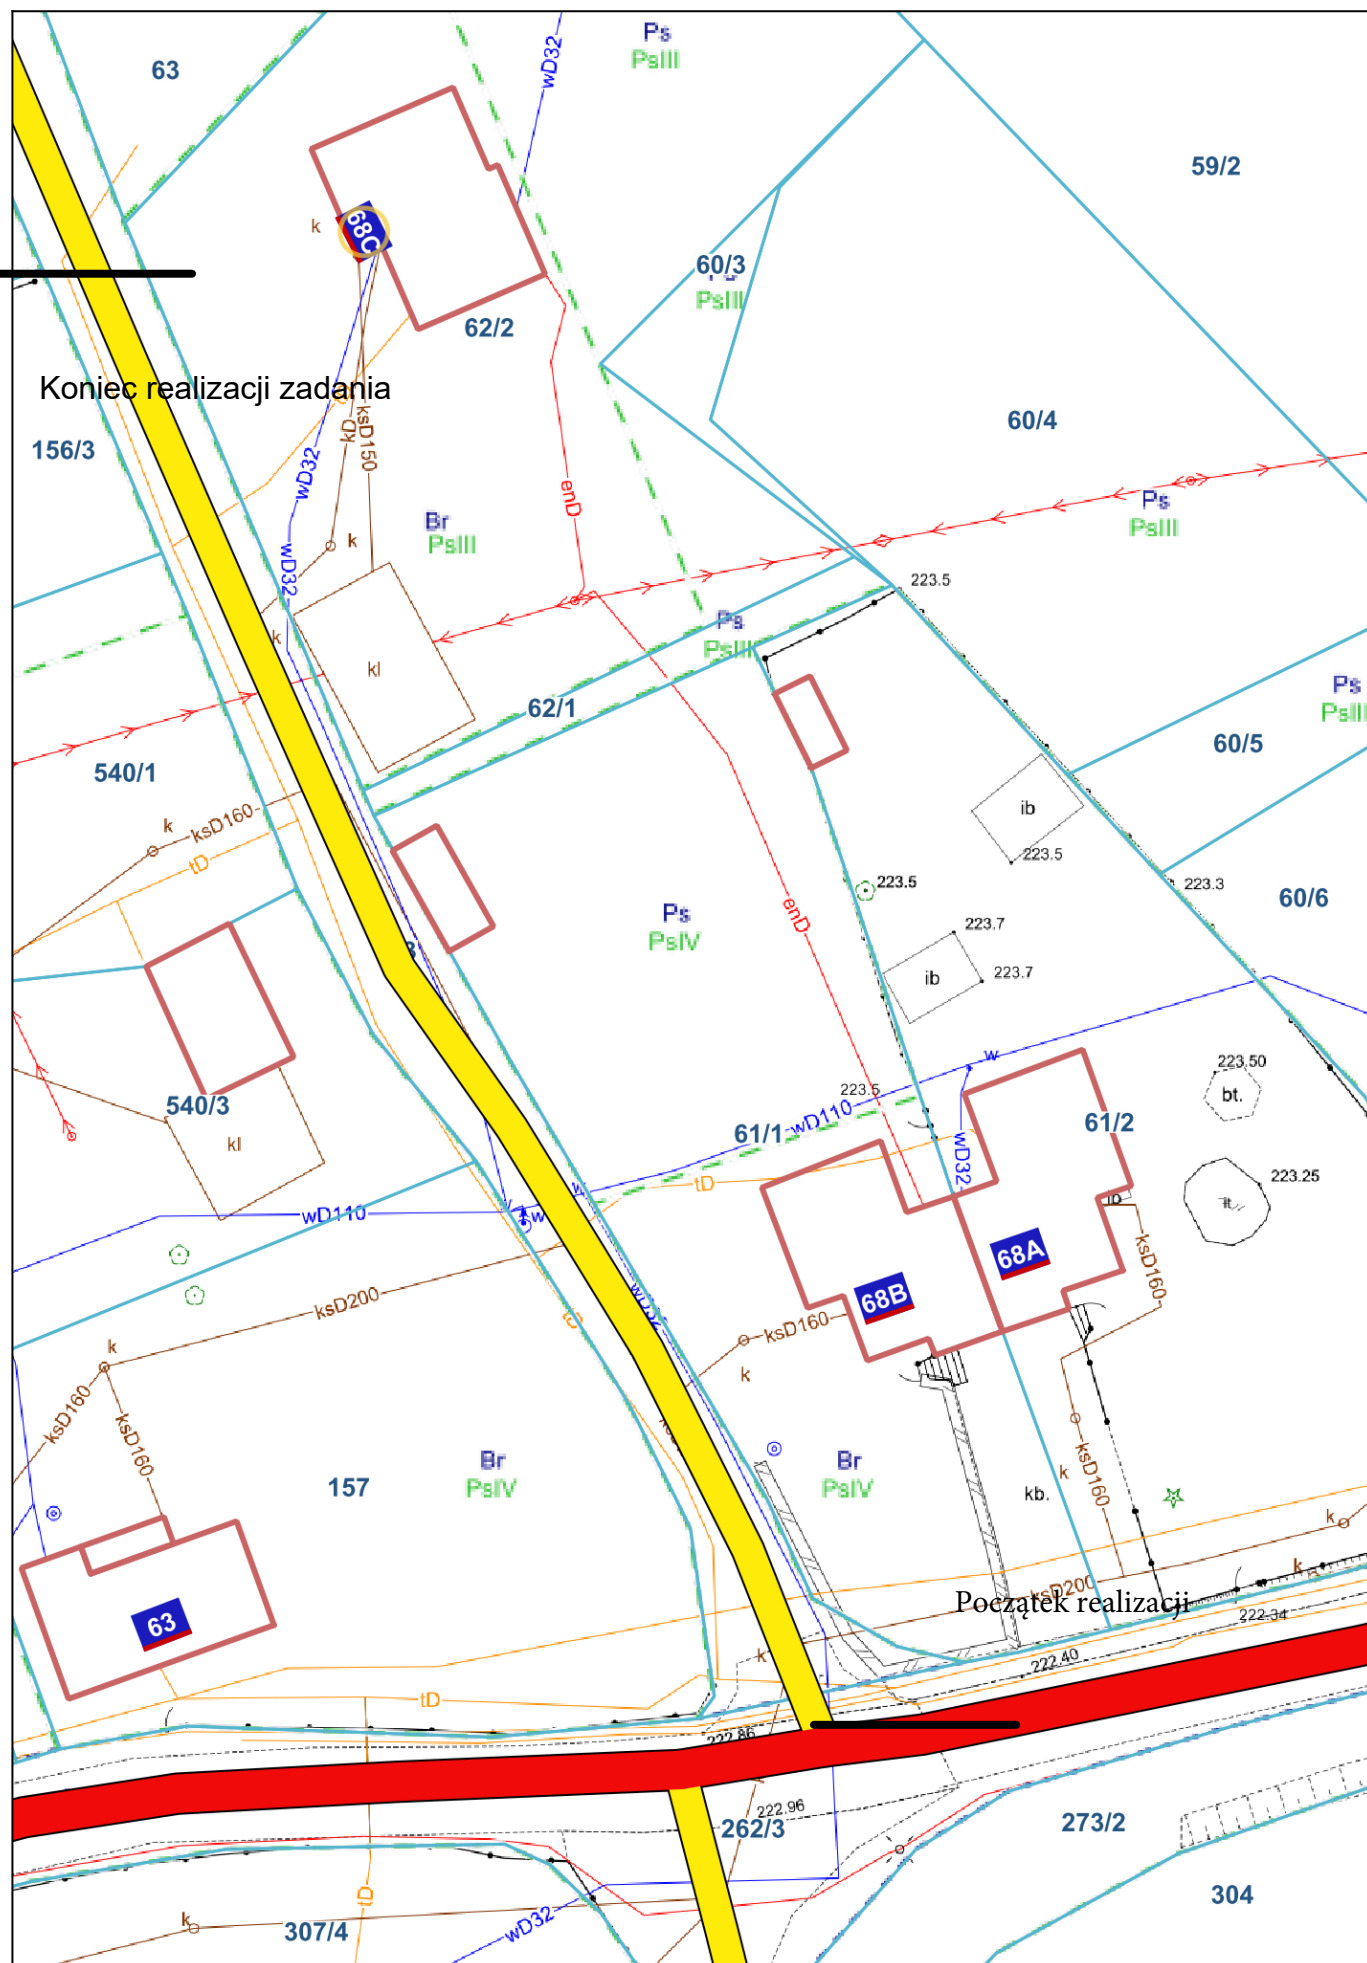 Ps
PsIII
63
wD32
59/2
68C
k
60/3
PsIII
62/2
Koniec realizacji zadania
60/4
156/3
kD
ksD150
wD32
enD
Ps
PsIII
Br
PsIII
k
wD32
223.5
Ps
PsIII
k
kl
62/1
Ps
PsIII
60/5
540/1
ib
k
ksD160
tD
223.5
223.5
223.3
60/6
Ps
PsIV
enD
223.7
223.7
ib
w
223.50
bt.
223.5
540/3
kl
61/1
wD110
61/2
wD32
tD
223.25
wD110
w
w
68A
ksD160
68B
ksD200
tD
wD32
ksD160
k
k
ksD160
ksD160
Br
PsIV
Br
PsIV
157
k
ksD160
kb.
k
k
ksD200
Początek realizacji
63
222.34
k
222.40
tD
222.86
222.96
262/3
273/2
tD
304
k
307/4
wD32